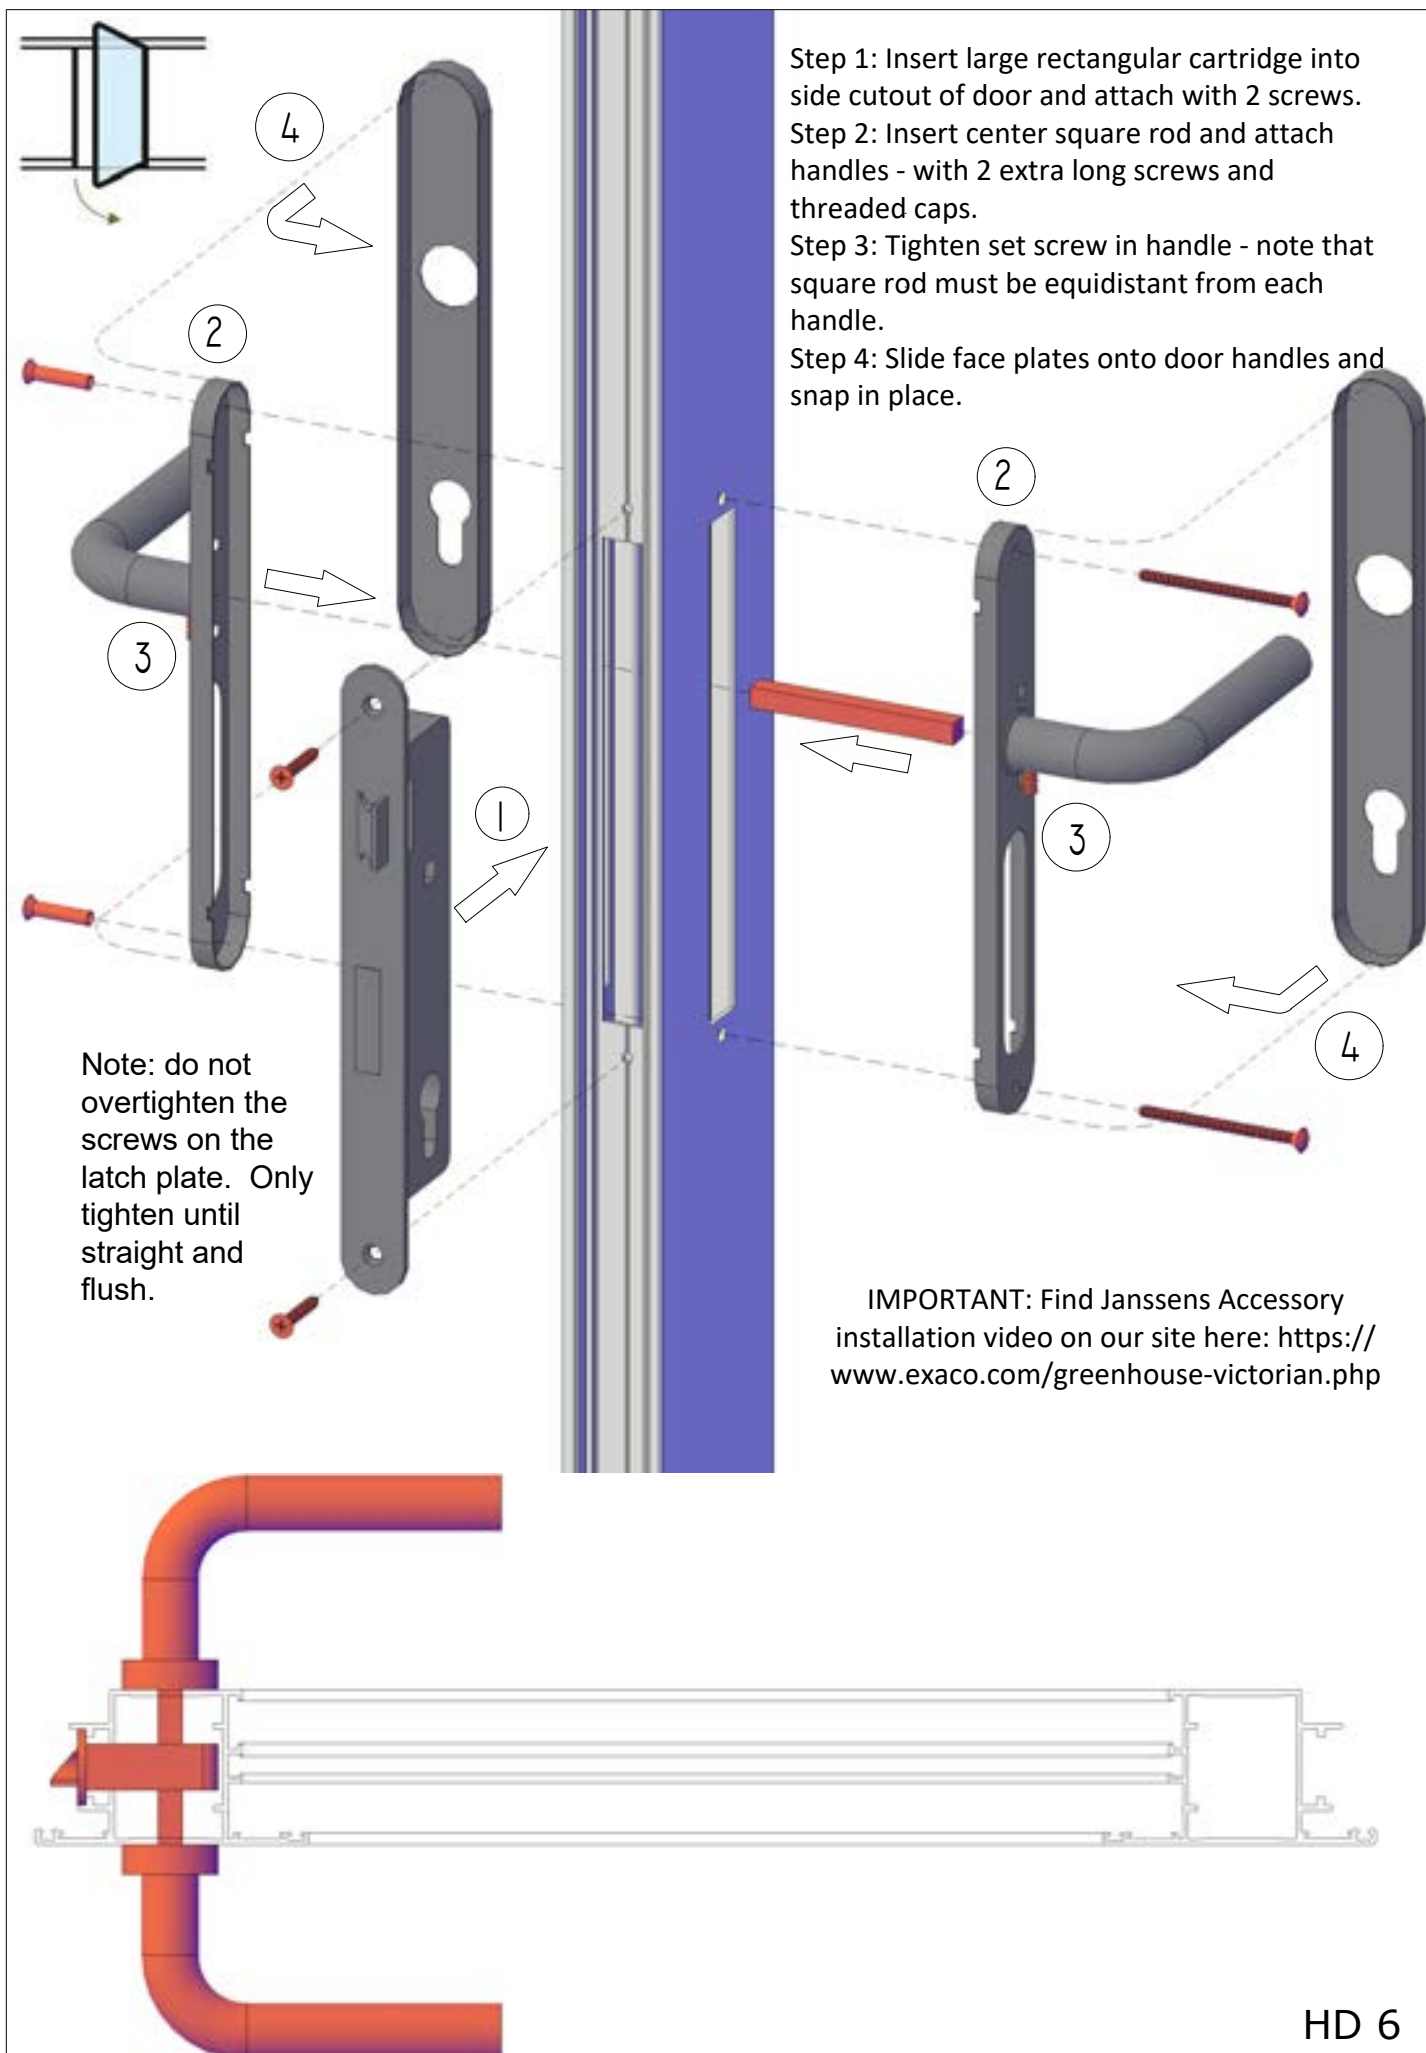 Step 1: Insert large rectangular cartridge into
side cutout of door and attach with 2 screws.
Step 2: Insert center square rod and attach
handles - with 2 extra long screws and
threaded caps.
Step 3: Tighten set screw in handle - note that
square rod must be equidistant from each
handle.
Step 4: Slide face plates onto door handles and
snap in place.
4
2
2
3
1
3
4
Note: do not
overtighten the
screws on the
latch plate.  Only
tighten until
straight and
flush.
IMPORTANT: Find Janssens Accessory
installation video on our site here: https://
www.exaco.com/greenhouse-victorian.php
HD 6